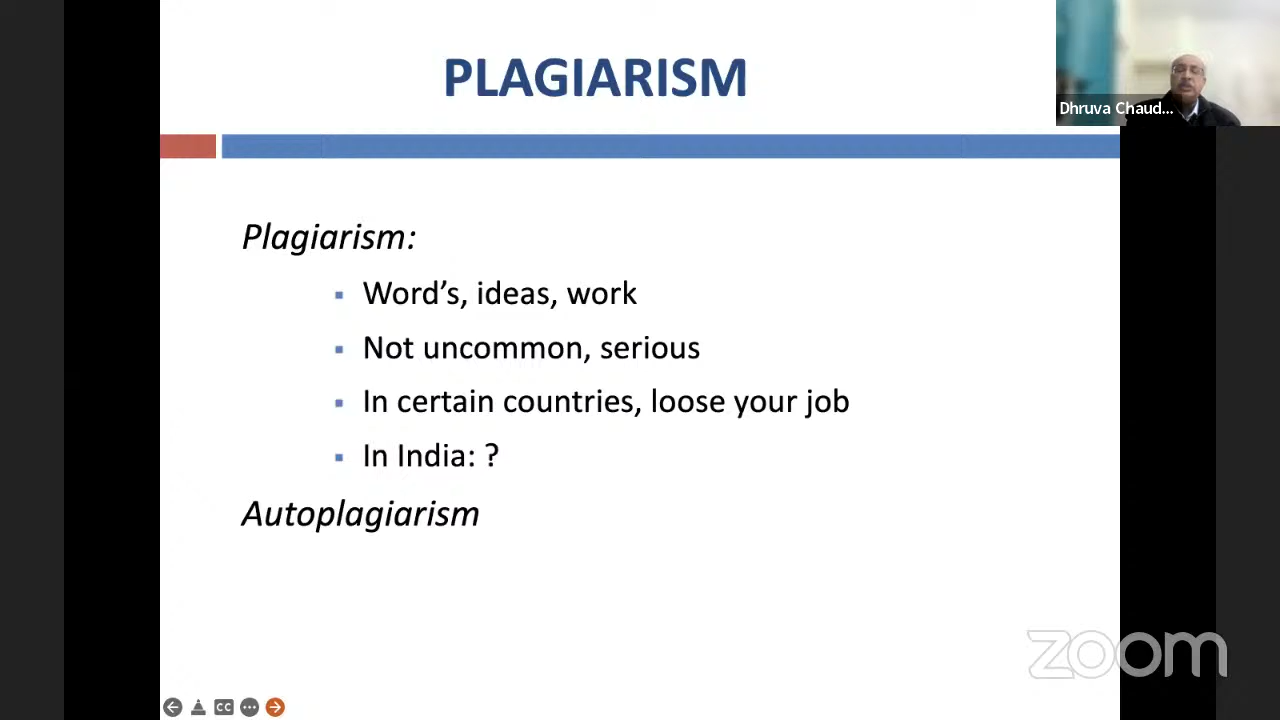 PLAGIARISM
Dhruva Chaud...
Plagiarism:
Word's, ideas, work
Not uncommon, serious
In certain countries, loose your job
In India: ?
Autoplagiarism
zoom
CC